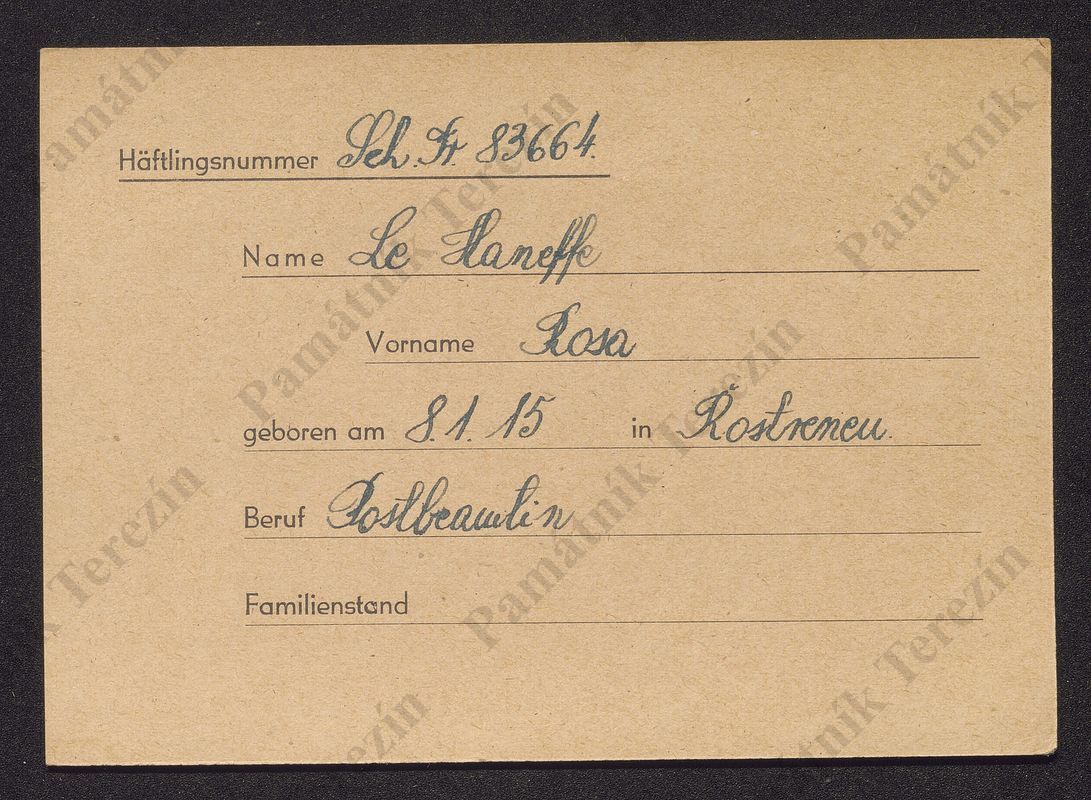 Häftlingsnummer Sch. Fr 83664.
Name Le Haneffe
Vorname Rosa
geboren am 8.1.15 in Rostreneu.
Beruf Postbeamtin
Familienstand
Památník Terezín